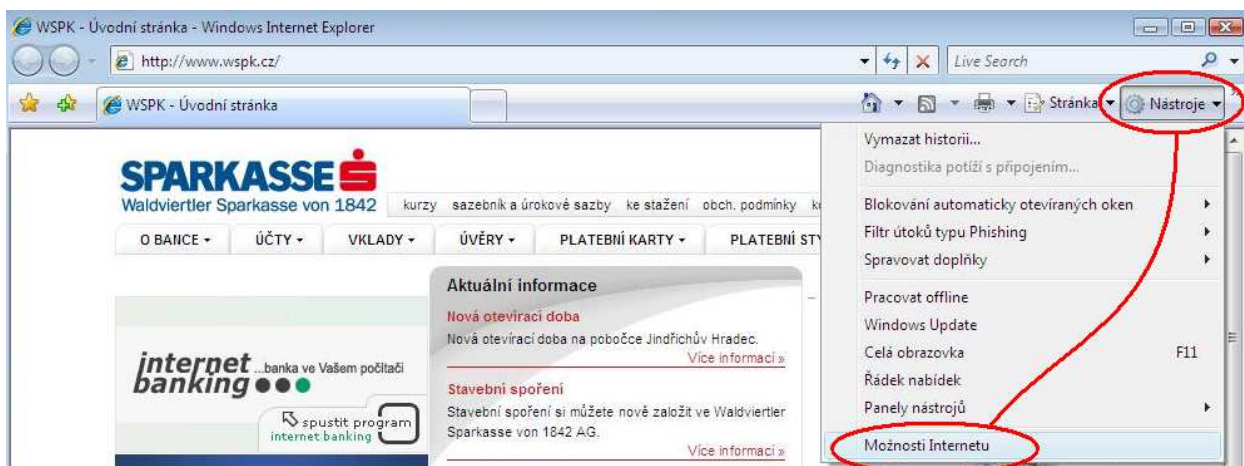 WSPK - Úvodní stránka - Windows Internet Explorer
http://www.wspk.cz/
Live Search
WSPK - Úvodní stránka
Stránka
Nástroje
SPARKASSE
Waldviertler Sparkasse von 1842
kurzy sazebník a úrokové sazby ke stažení obch. podmínky
O BANCE ÚČTY VKLADY ÚVĚRY PLATEBNÍ KARTY PLATEBNÍ STY
internet
banking
...banka ve Vašem počítači
spustit program
internet banking
Aktuální informace
Nová otevírací doba
Nová otevírací doba na pobočce Jindřichův Hradec.
Více informací »
Stavební spoření
Stavební spoření si můžete nově založit ve Waldviertler
Sparkasse von 1842 AG.
Více informací »
Vymazat historii...
Diagnostika potíží s připojením...
Blokování automaticky otevíraných oken
Filtr útoků typu Phishing
Spravovat doplňky
Pracovat offline
Windows Update
Celá obrazovka F11
Řádek nabídek
Panely nástrojů
Možnosti Internetu